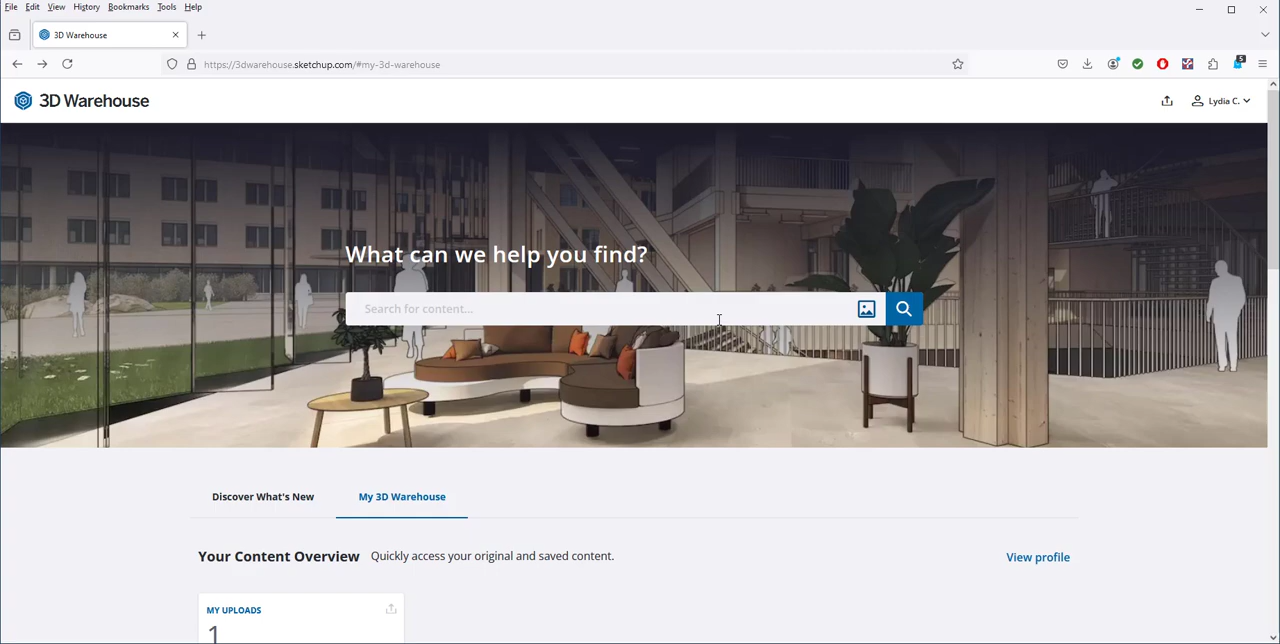 File Edit View History Bookmarks Tools Help
3D Warehouse
https://3dwarehouse.sketchup.com/#my-3d-warehouse
5
3D Warehouse
Lydia C.
What can we help you find?
Search for content...
Discover What's New
My 3D Warehouse
Your Content Overview
Quickly access your original and saved content.
View profile
MY UPLOADS
1